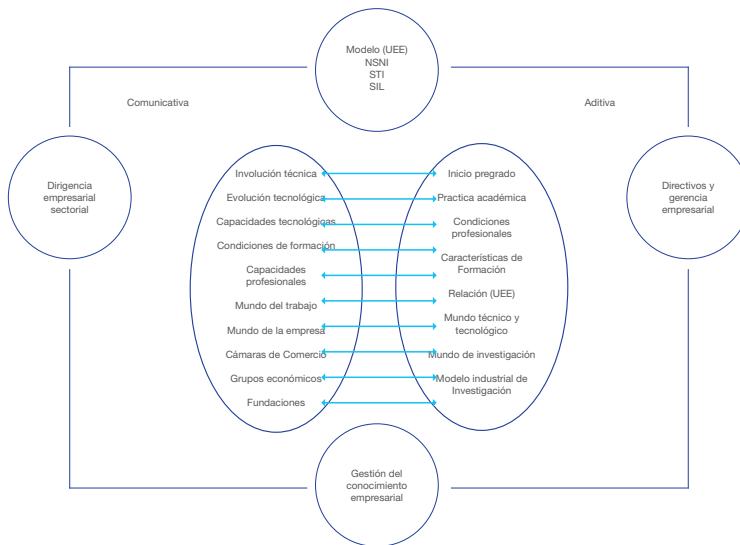 Modelo (UEE)
NSNI
STI
SIL
Comunicativa
Aditiva
Dirigencia
empresarial
sectorial
Involución técnica
Evolución tecnológica
Capacidades tecnológicas
Condiciones de formación
Capacidades
profesionales
Mundo del trabajo
Mundo de la empresa
Cámaras de Comercio
Grupos económicos
Fundaciones
Inicio pregrado
Practica académica
Condiciones
profesionales
Características de
Formación
Relación (UEE)
Mundo técnico y
tecnológico
Mundo de investigación
Modelo industrial de
Investigación
Directivos y
gerencia
empresarial
Gestión del
conocimiento
empresarial